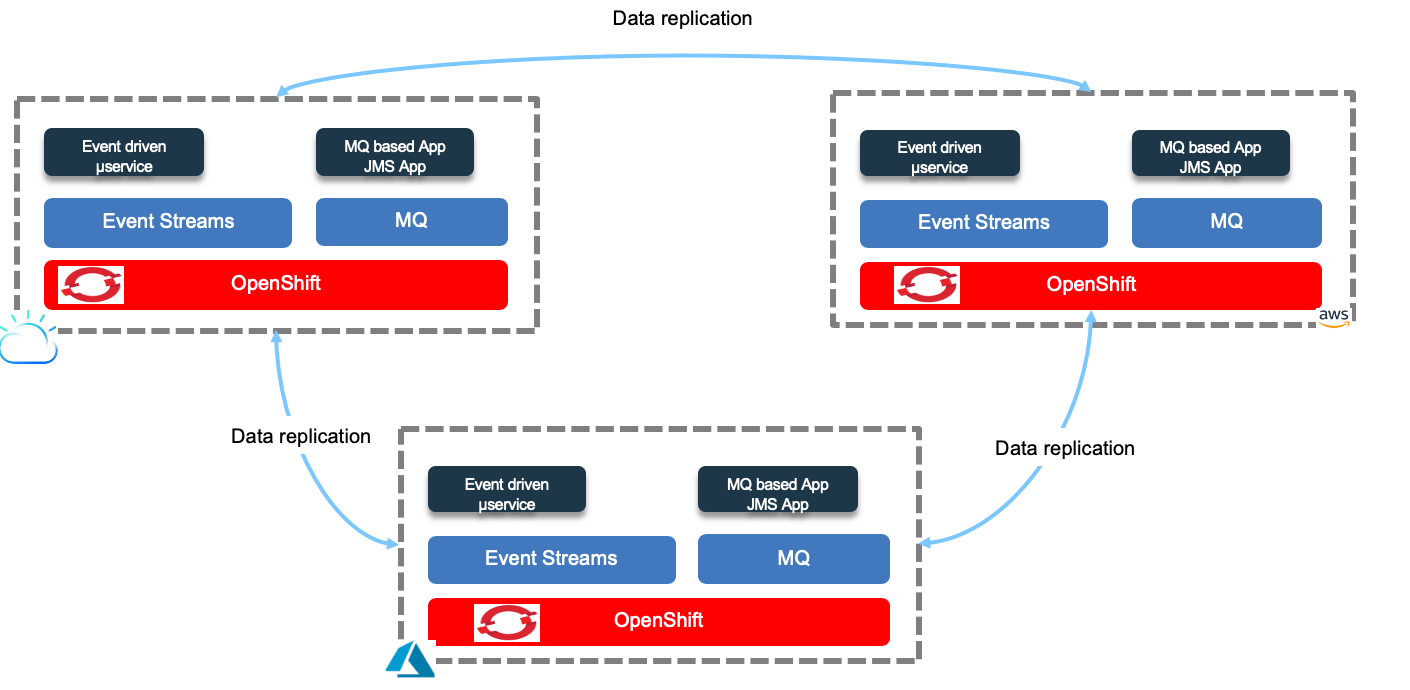 Data replication
Event driven
µservice
MQ based App
JMS App
Event Streams
MQ
OpenShift
Event driven
µservice
MQ based App
JMS App
Event Streams
MQ
OpenShift
aws
Data replication
Data replication
Event driven
µservice
MQ based App
JMS App
Event Streams
MQ
OpenShift